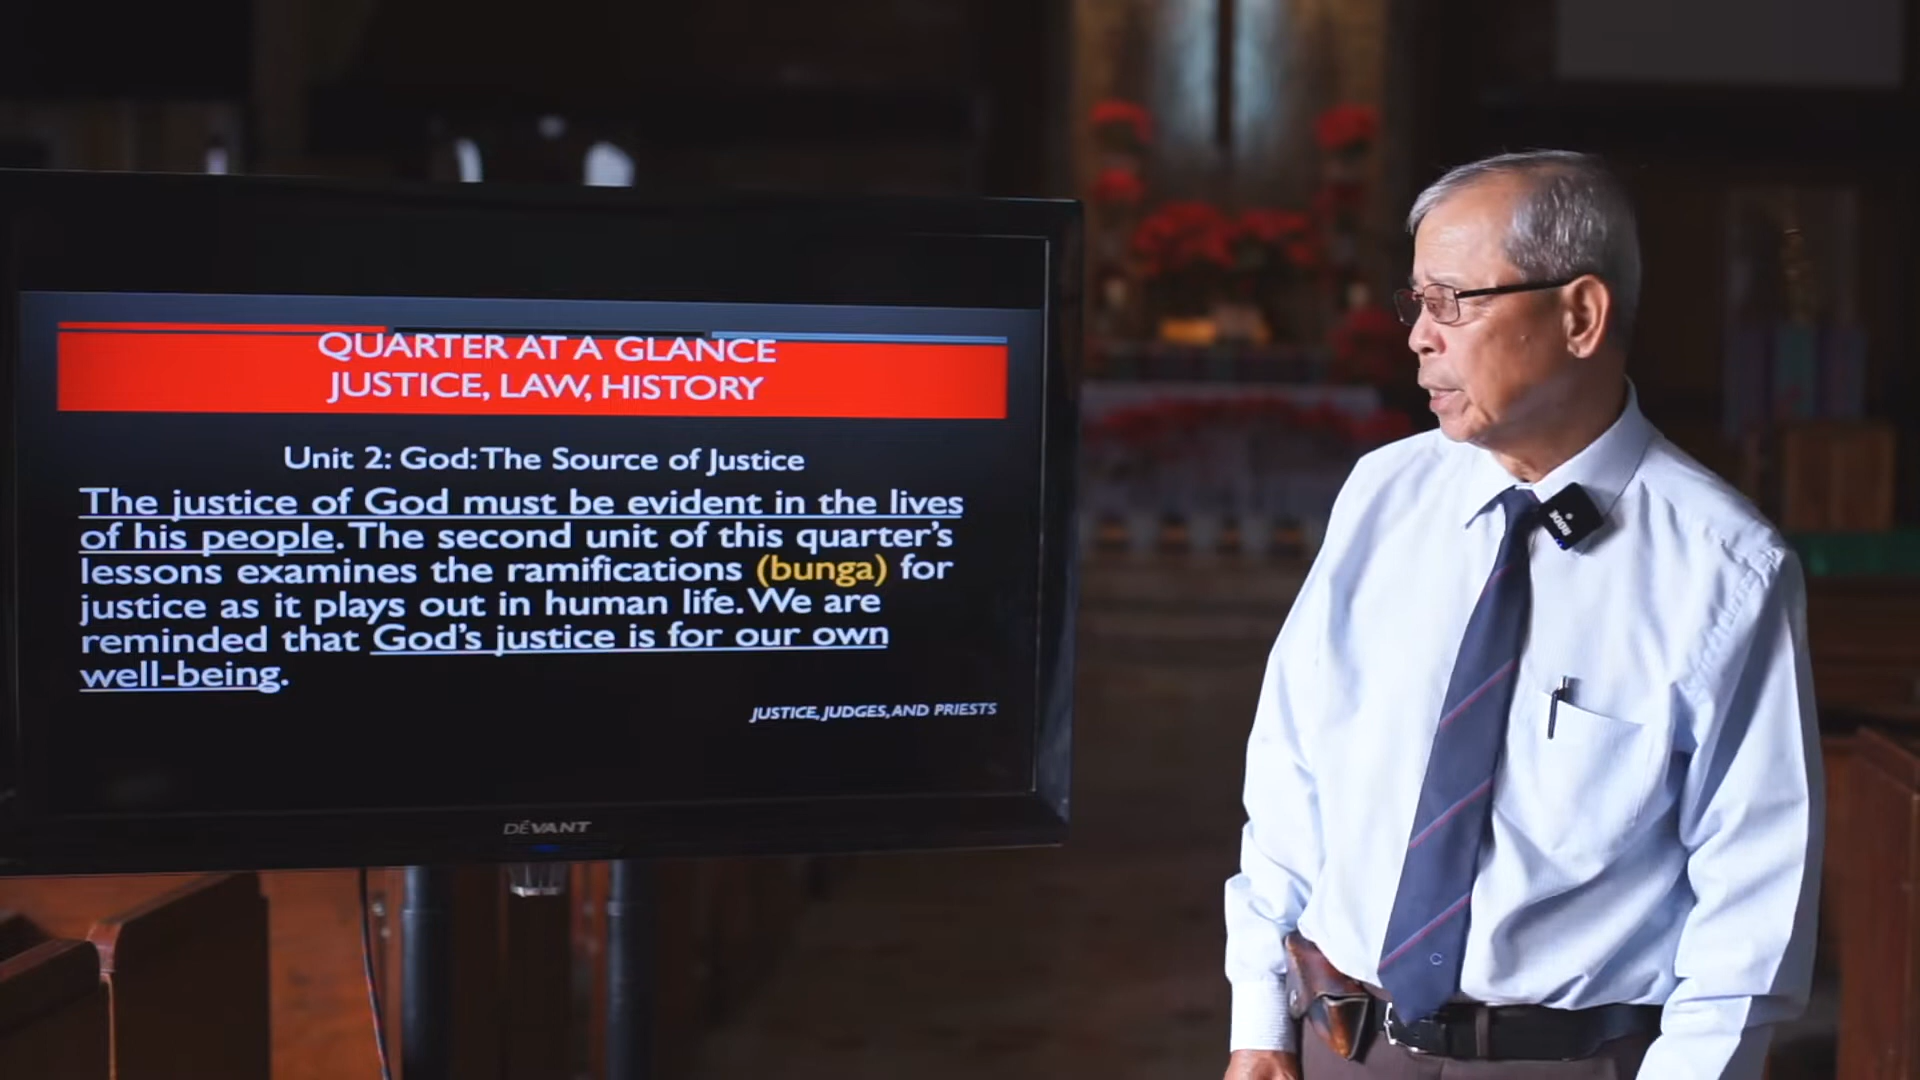 QUARTER AT A GLANCE
JUSTICE, LAW, HISTORY
Unit 2: God: The Source of Justice
The justice of God must be evident in the lives
of his people. The second unit of this quarter's
lessons examines the ramifications (bunga) for
justice as it plays out in human life. We are
reminded that God's justice is for our own
well-being.
JUSTICE, JUDGES, AND PRIESTS
DEVANT
RODE
C